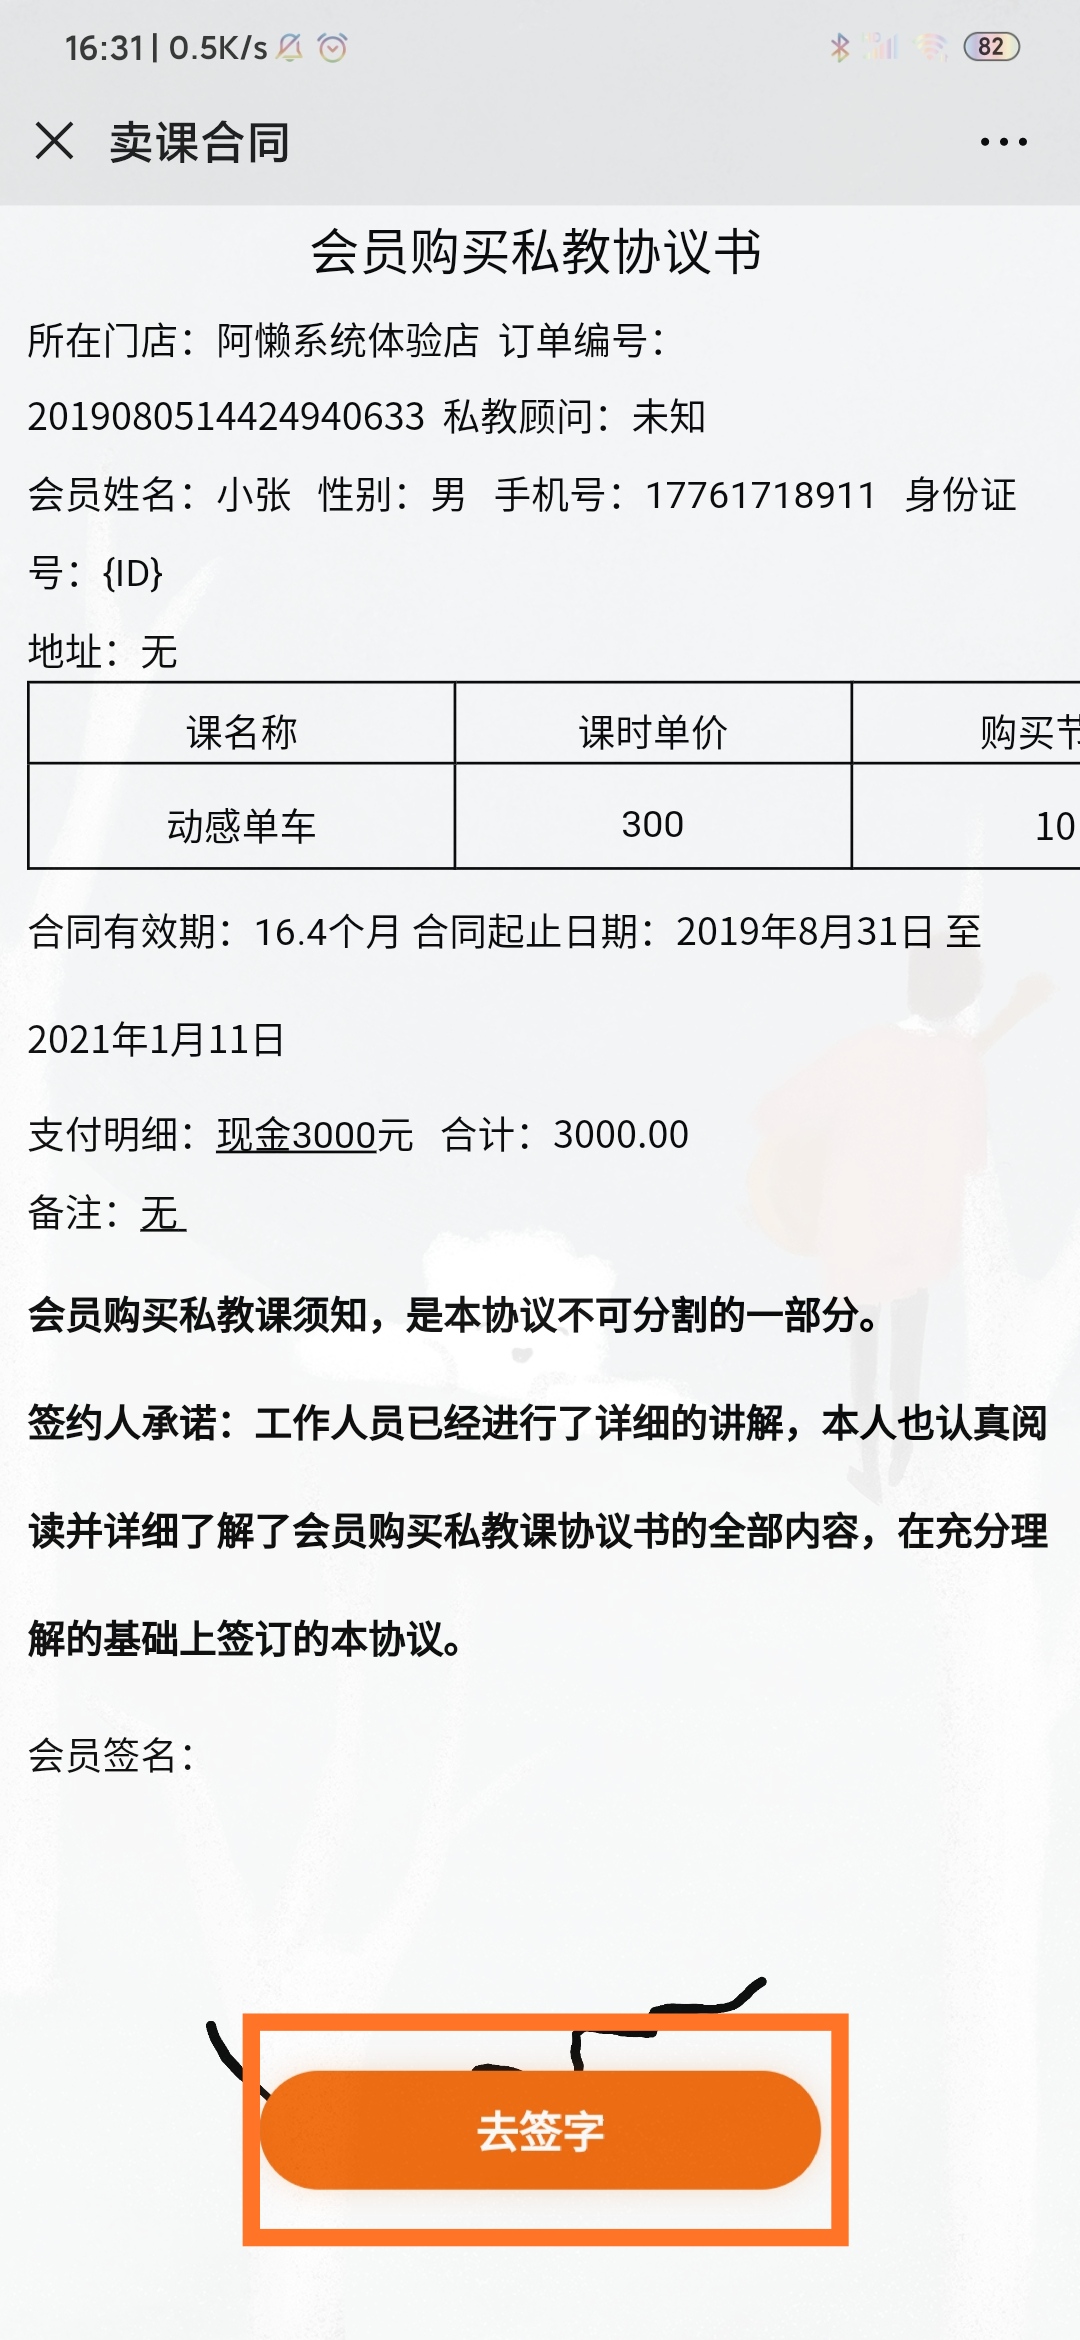 16:31 | 0.5K/s
82
卖课合同
会员购买私教协议书
所在门店：阿懒系统体验店 订单编号：
2019080514424940633 私教顾问：未知
会员姓名：小张 性别：男 手机号：17761718911 身份证
号：{ID}
地址：无
课名称 课时单价 购买节
动感单车 300 10
合同有效期：16.4个月 合同起止日期：2019年8月31日 至
2021年1月11日
支付明细：现金3000元 合计：3000.00
备注：无
会员购买私教课须知，是本协议不可分割的一部分。
签约人承诺：工作人员已经进行了详细的讲解，本人也认真阅
读并详细了解了会员购买私教课协议书的全部内容，在充分理
解的基础上签订的本协议。
会员签名：
去签字